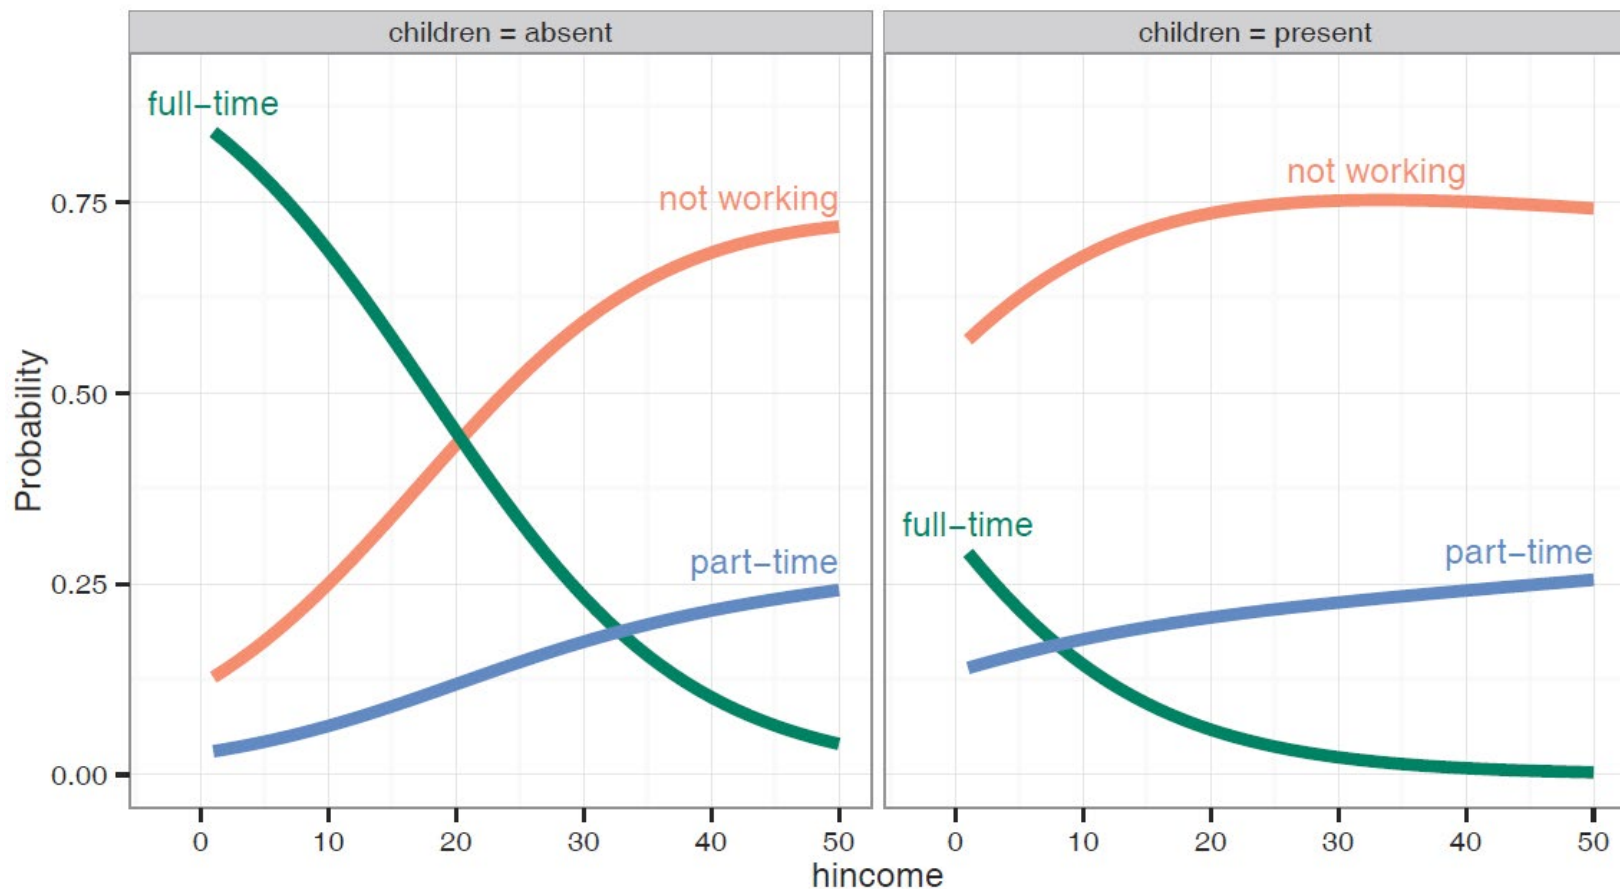 children = absent
children = present
full−time
not working
part−time
not working
full−time
part−time
Probability
0.75
0.50
0.25
0.00
0 10 20 30 40 50
0 10 20 30 40 50
hincome